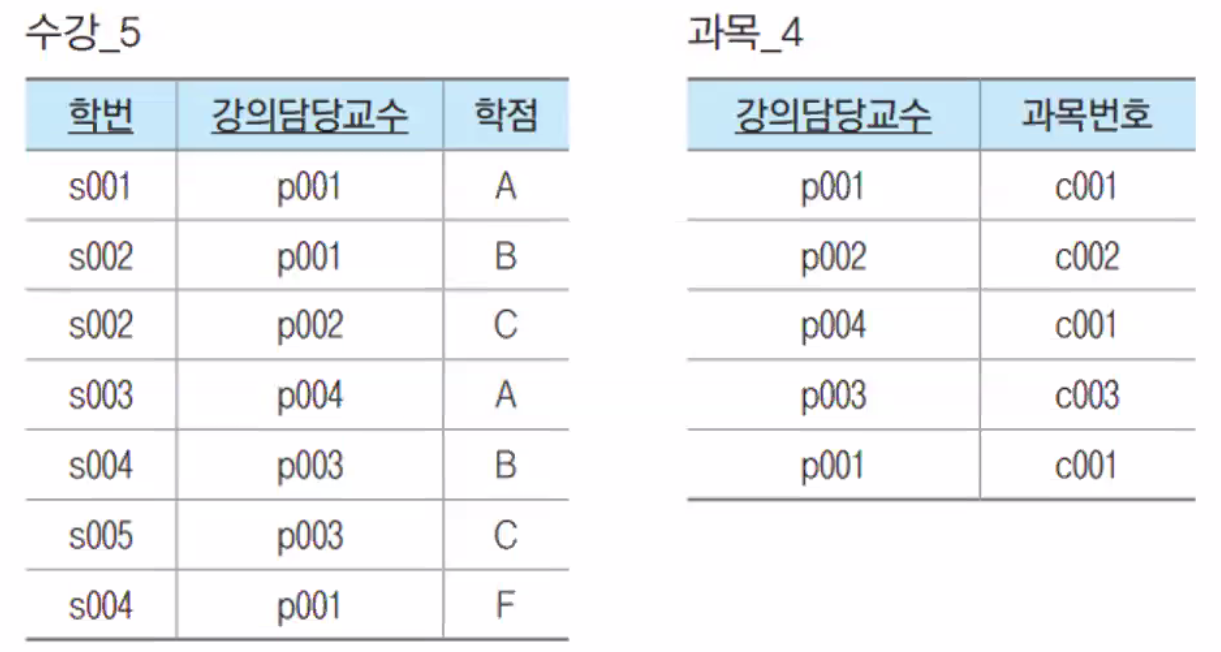 수강_5
학번 강의담당교수 학점
s001 p001 A
s002 p001 B
s002 p002 C
s003 p004 A
s004 p003 B
s005 p003 C
s004 p001 F
과목_4
강의담당교수 과목번호
p001 c001
p002 c002
p004 c001
p003 c003
p001 c001